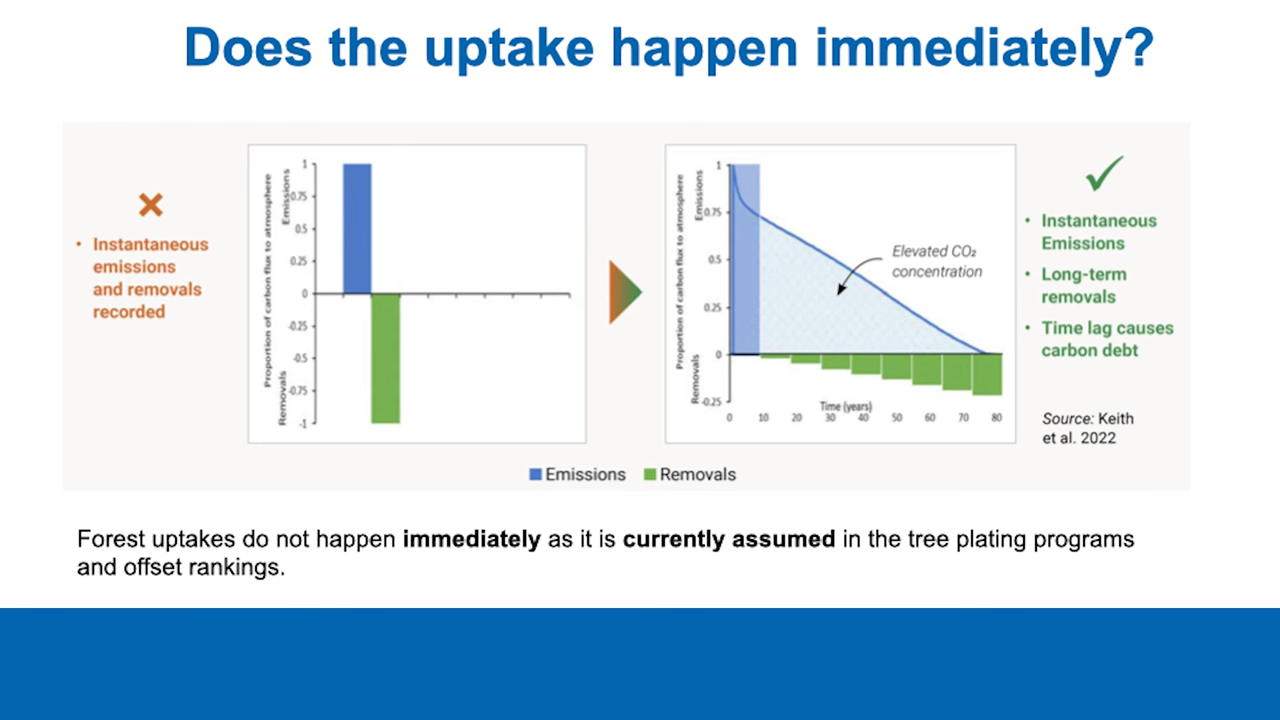 Does the uptake happen immediately?
• Instantaneous
emissions
and removals
recorded
Proportion of carbon flux to atmosphere
Removals
Emissions
1
0.75
0.5
0.25
0
-0.25
-0.5
-0.75
-1
Proportion of carbon flux to atmosphere
Removals
Emissions
1
0.75
0.5
0.25
0
-0.25
Elevated CO₂
concentration
Time (years)
0 10 20 30 40 50 60 70 80
• Instantaneous
Emissions
• Long-term
removals
• Time lag causes
carbon debt
Source: Keith
et al. 2022
Emissions Removals
Forest uptakes do not happen immediately as it is currently assumed in the tree plating programs
and offset rankings.